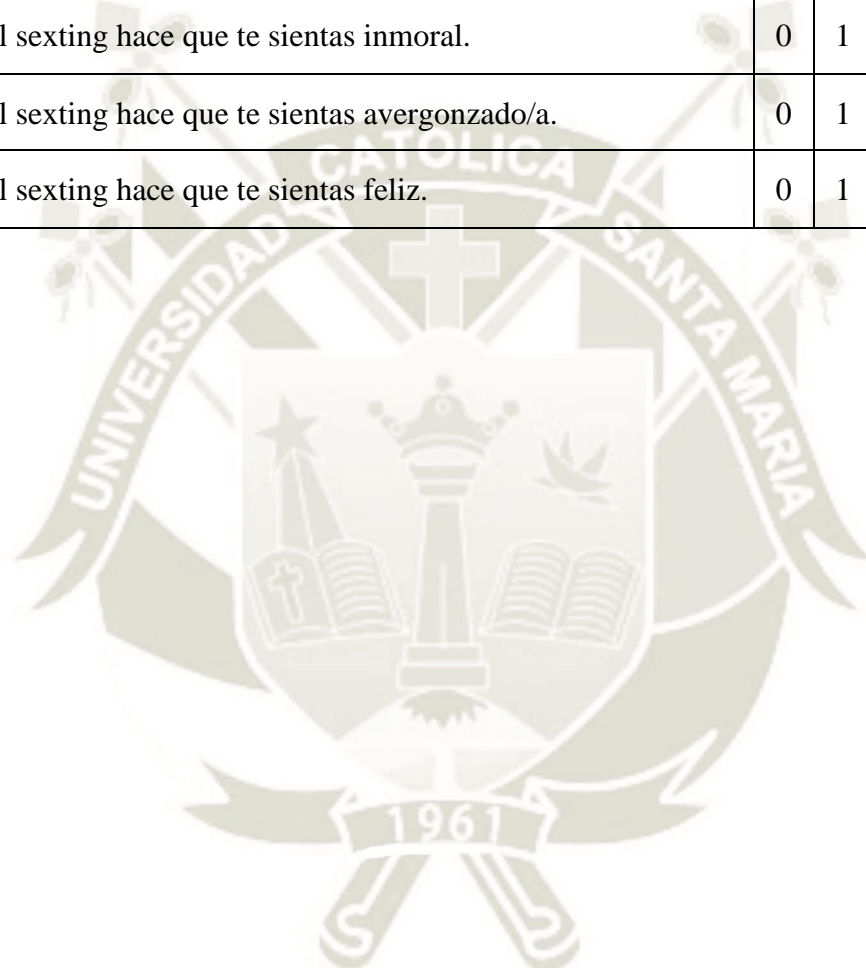 l sexting hace que te sientas inmoral. 0 1
l sexting hace que te sientas avergonzado/a. 0 1
l sexting hace que te sientas feliz. 0 1
UNIVERSIDAD CATOLICA SANTA MARIA
1961